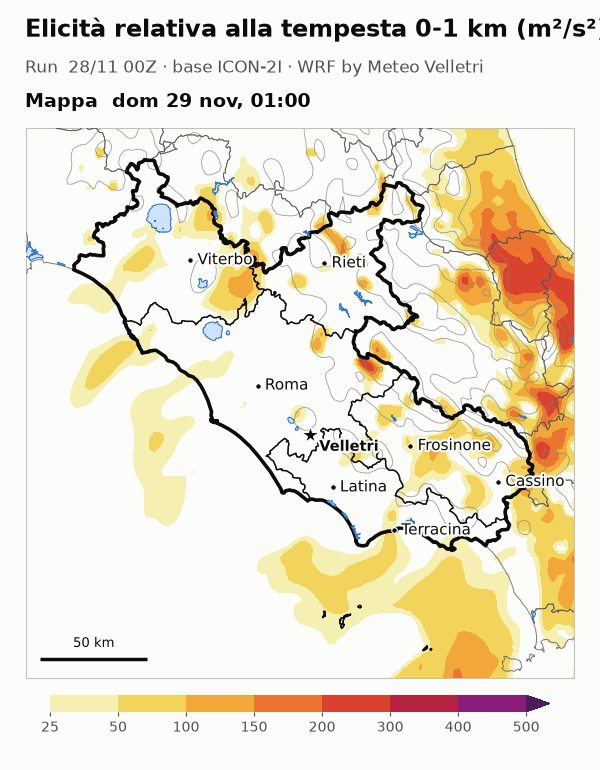 Elicità relativa alla tempesta 0-1 km (m²/s²)
Run 28/11 00Z · base ICON-2I · WRF by Meteo Velletri
Mappa dom 29 nov, 01:00
Viterbo
Rieti
Roma
Velletri
Frosinone
Latina
Cassino
Terracina
50 km
25 50 100 150 200 300 400 500